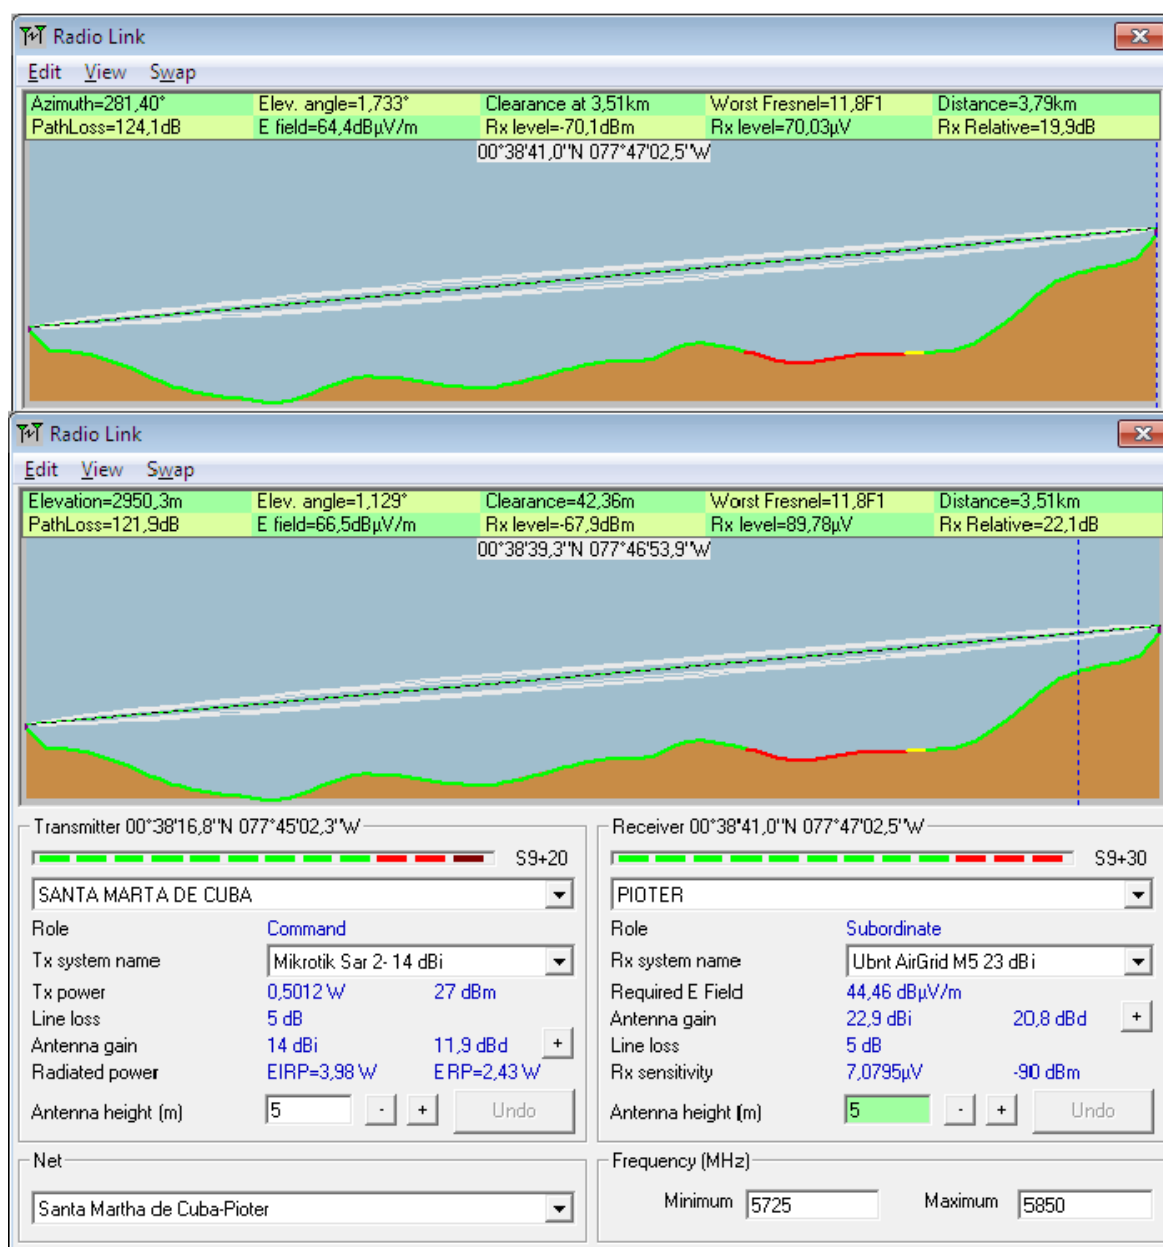 Radio Link
Edit View Swap
Azimuth=281,40° Elev. angle=1,733° Clearance at 3,51km Worst Fresnel=11,8F1 Distance=3,79km
PathLoss=124,1dB E field=64,4dBµV/m Rx level=-70,1dBm Rx level=70,03µV Rx Relative=19,9dB
00°38'41,0''N 077°47'02,5''W
Radio Link
Edit View Swap
Elevation=2950,3m Elev. angle=1,129° Clearance=42,36m Worst Fresnel=11,8F1 Distance=3,51km
PathLoss=121,9dB E field=66,5dBµV/m Rx level=-67,9dBm Rx level=89,78µV Rx Relative=22,1dB
00°38'39,3''N 077°46'53,9''W
Transmitter 00°38'16,8''N 077°45'02,3''W
S9+20
SANTA MARTA DE CUBA
Role Command
Tx system name Mikrotik Sar 2- 14 dBi
Tx power 0,5012 W 27 dBm
Line loss 5 dB
Antenna gain 14 dBi 11,9 dBd +
Radiated power EIRP=3,98 W ERP=2,43 W
Antenna height (m) 5 - + Undo
Net
Santa Martha de Cuba-Pioter
Receiver 00°38'41,0''N 077°47'02,5''W
S9+30
PIOTER
Role Subordinate
Rx system name Ubnt AirGrid M5 23 dBi
Required E Field 44,46 dBµV/m
Antenna gain 22,9 dBi 20,8 dBd +
Line loss 5 dB
Rx sensitivity 7,0795µV -90 dBm
Antenna height (m) 5 - + Undo
Frequency (MHz)
Minimum 5725 Maximum 5850